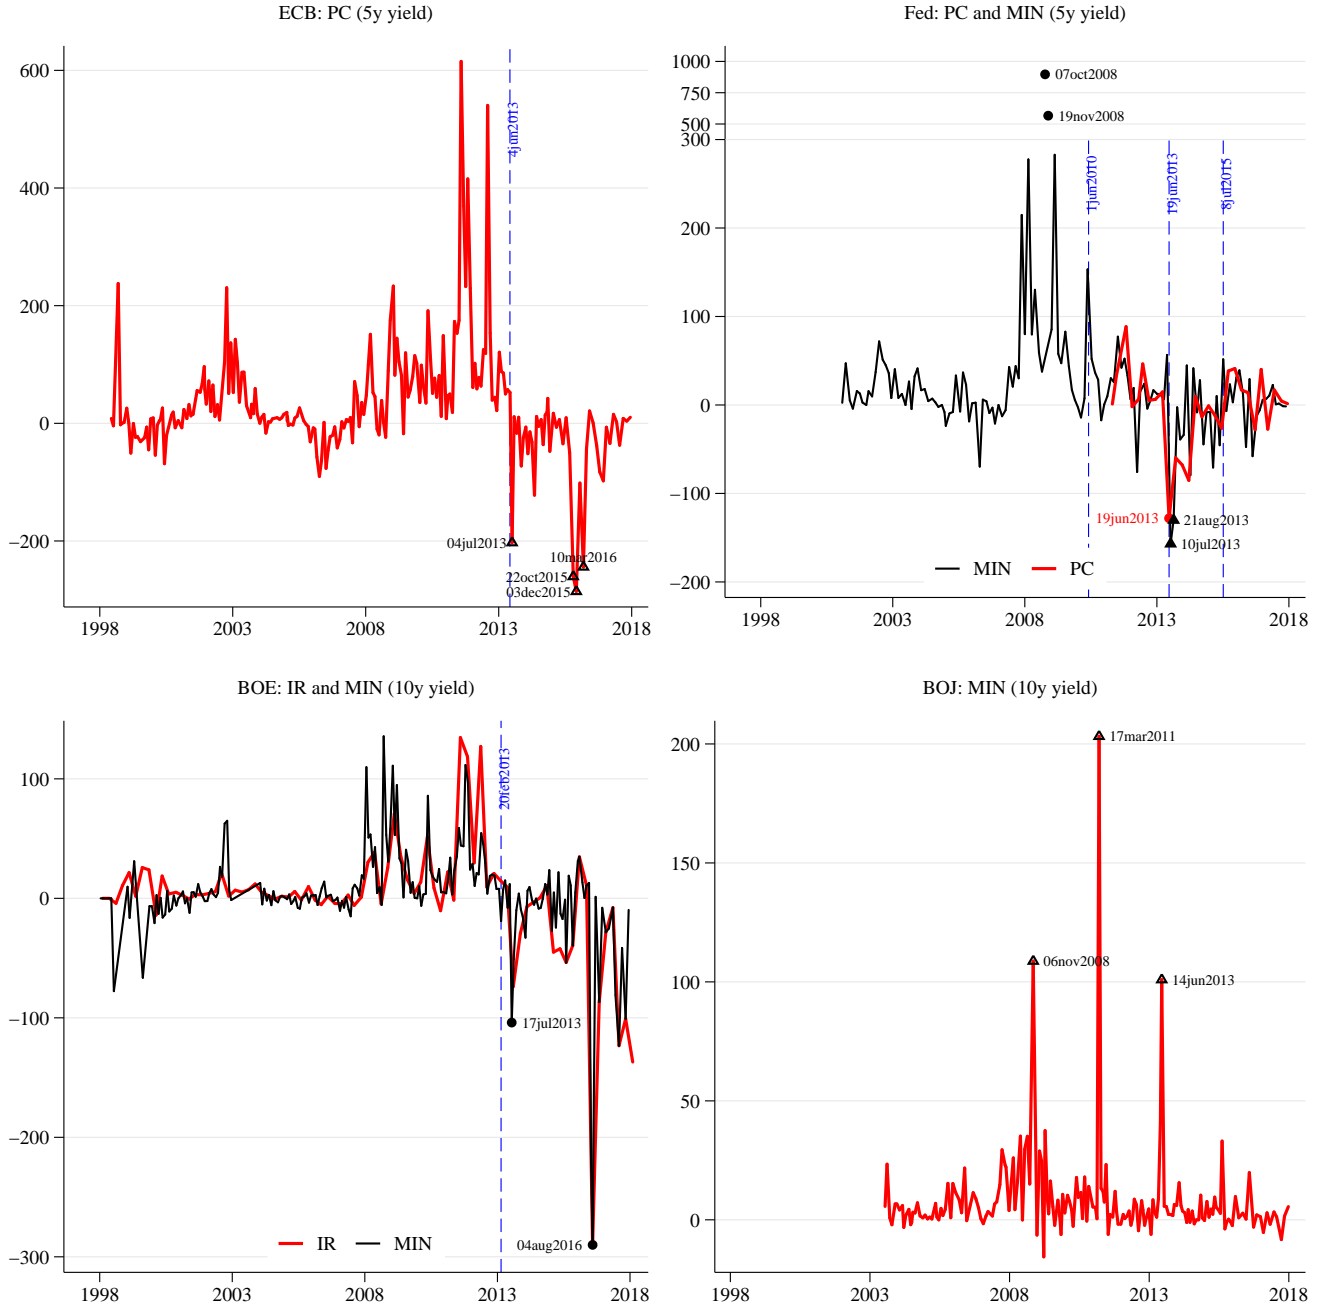 ECB: PC (5y yield)
600
400
200
0
−200
1998
2003
2008
2013
2018
4jun2013
04jul2013
10mar2016
22oct2015
03dec2015
Fed: PC and MIN (5y yield)
1000
750
500
300
200
100
0
−100
−200
1998
2003
2008
2013
2018
07oct2008
19nov2008
1jun2010
19jun2013
8jul2015
19jun2013
21aug2013
10jul2013
MIN
PC
BOE: IR and MIN (10y yield)
100
0
−100
−200
−300
1998
2003
2008
2013
2018
20feb2013
17jul2013
04aug2016
IR
MIN
BOJ: MIN (10y yield)
200
150
100
50
0
1998
2003
2008
2013
2018
17mar2011
06nov2008
14jun2013